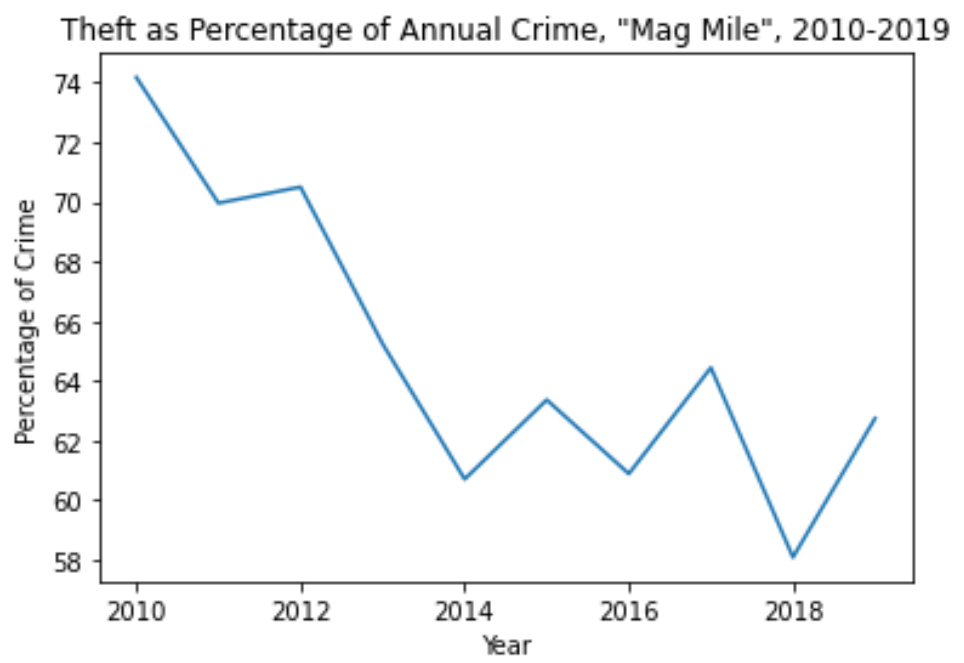 Theft as Percentage of Annual Crime, "Mag Mile", 2010-2019
74
72
70
68
66
64
62
60
58
Percentage of Crime
2010 2012 2014 2016 2018
Year